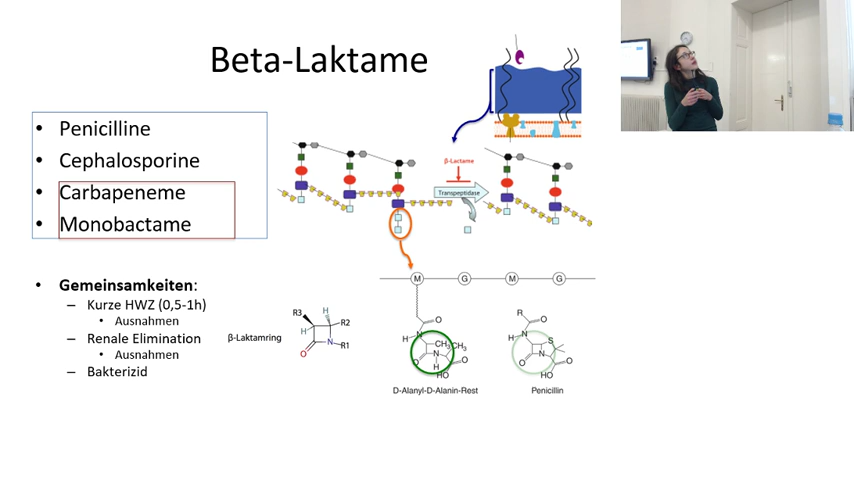 Beta-Laktame
• Penicilline
• Cephalosporine
• Carbapeneme
• Monobactame
• Gemeinsamkeiten:
– Kurze HWZ (0,5-1h)
• Ausnahmen
– Renale Elimination
• Ausnahmen
– Bakterizid
β-Lactame
Transpeptidase
M
G
M
G
β-Laktamring
R3
H
R2
H
N
R1
O
O
H
N
CH3
CH3
O
N
O
H
HO
D-Alanyl-D-Alanin-Rest
R
O
H
N
S
O
N
O
HO
Penicillin